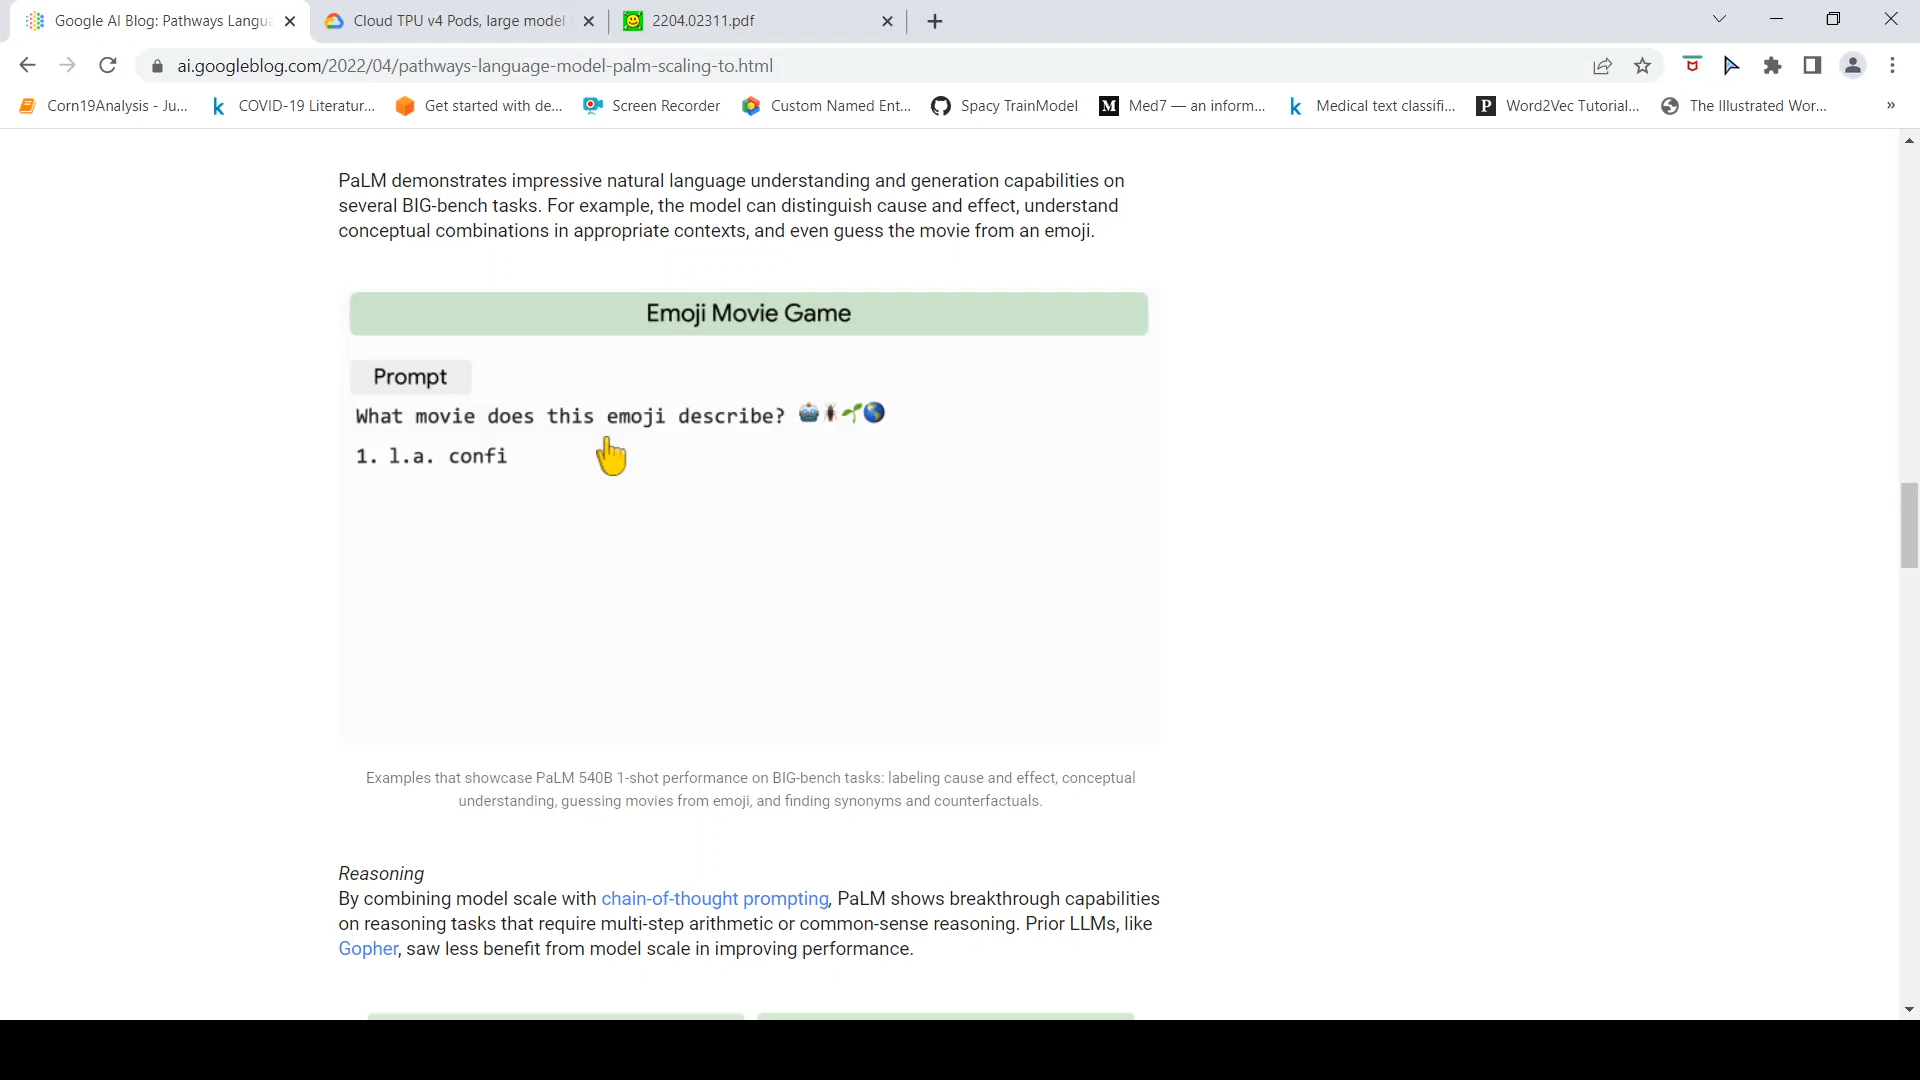 Google AI Blog: Pathways Langu
Cloud TPU v4 Pods, large model
2204.02311.pdf
ai.googleblog.com/2022/04/pathways-language-model-palm-scaling-to.html
Corn19Analysis - Ju...
COVID-19 Literatur...
Get started with de...
Screen Recorder
Custom Named Ent...
Spacy TrainModel
Med7 — an inform...
Medical text classifi...
Word2Vec Tutorial...
The Illustrated Wor...
»
PaLM demonstrates impressive natural language understanding and generation capabilities on
several BIG-bench tasks. For example, the model can distinguish cause and effect, understand
conceptual combinations in appropriate contexts, and even guess the movie from an emoji.
Emoji Movie Game
Prompt
What movie does this emoji describe? 🤖🐜🌱🌎
1. l.a. confi
Examples that showcase PaLM 540B 1-shot performance on BIG-bench tasks: labeling cause and effect, conceptual
understanding, guessing movies from emoji, and finding synonyms and counterfactuals.
Reasoning
By combining model scale with chain-of-thought prompting, PaLM shows breakthrough capabilities
on reasoning tasks that require multi-step arithmetic or common-sense reasoning. Prior LLMs, like
Gopher, saw less benefit from model scale in improving performance.